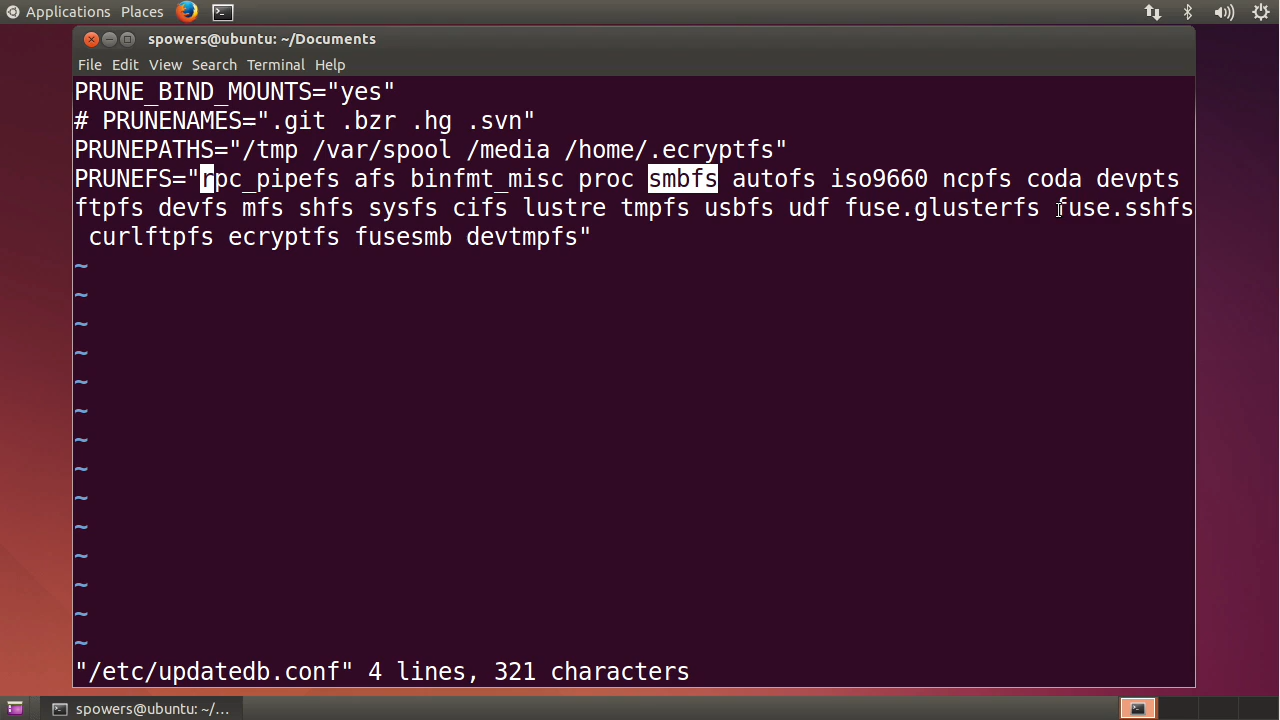 Applications Places
spowers@ubuntu: ~/Documents
File Edit View Search Terminal Help
PRUNE_BIND_MOUNTS="yes"
# PRUNENAMES=".git .bzr .hg .svn"
PRUNEPATHS="/tmp /var/spool /media /home/.ecryptfs"
PRUNEFS="rpc_pipefs afs binfmt_misc proc smbfs autofs iso9660 ncpfs coda devpts
ftpfs devfs mfs shfs sysfs cifs lustre tmpfs usbfs udf fuse.glusterfs fuse.sshfs
curlftpfs ecryptfs fusesmb devtmpfs"
~
~
~
~
~
~
~
~
~
~
~
~
~
~
"/etc/updatedb.conf" 4 lines, 321 characters
spowers@ubuntu: ~/...